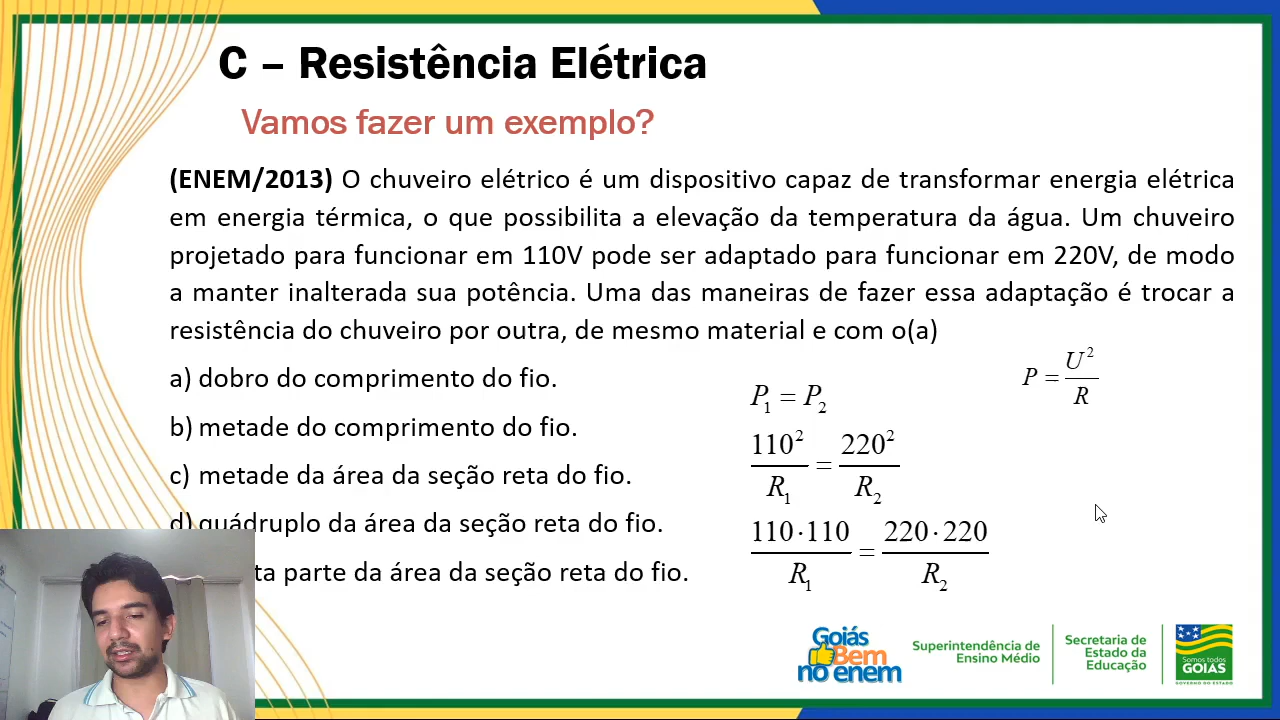 C – Resistência Elétrica
Vamos fazer um exemplo?
(ENEM/2013) O chuveiro elétrico é um dispositivo capaz de transformar energia elétrica
em energia térmica, o que possibilita a elevação da temperatura da água. Um chuveiro
projetado para funcionar em 110V pode ser adaptado para funcionar em 220V, de modo
a manter inalterada sua potência. Uma das maneiras de fazer essa adaptação é trocar a
resistência do chuveiro por outra, de mesmo material e com o(a)
a) dobro do comprimento do fio.
b) metade do comprimento do fio.
c) metade da área da seção reta do fio.
d) quádruplo da área da seção reta do fio.
ta parte da área da seção reta do fio.
P = U²/R
P₁ = P₂
110²/R₁ = 220²/R₂
110·110/R₁ = 220·220/R₂
Goiás
Bem
no enem
Superintendência de
Ensino Médio
Secretaria de
Estado da
Educação
Somos todos
GOIÁS
GOVERNO DO ESTADO